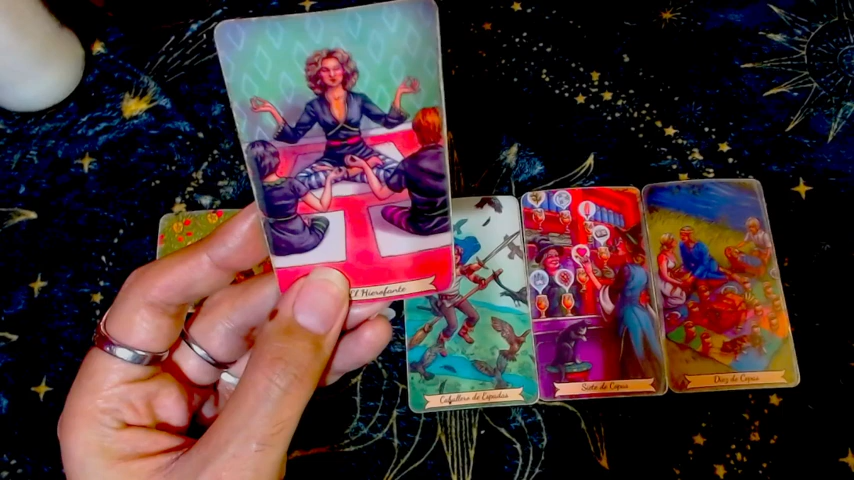 El Hierofante
Caballero de Espadas
Siete de Copas
Diez de Copas